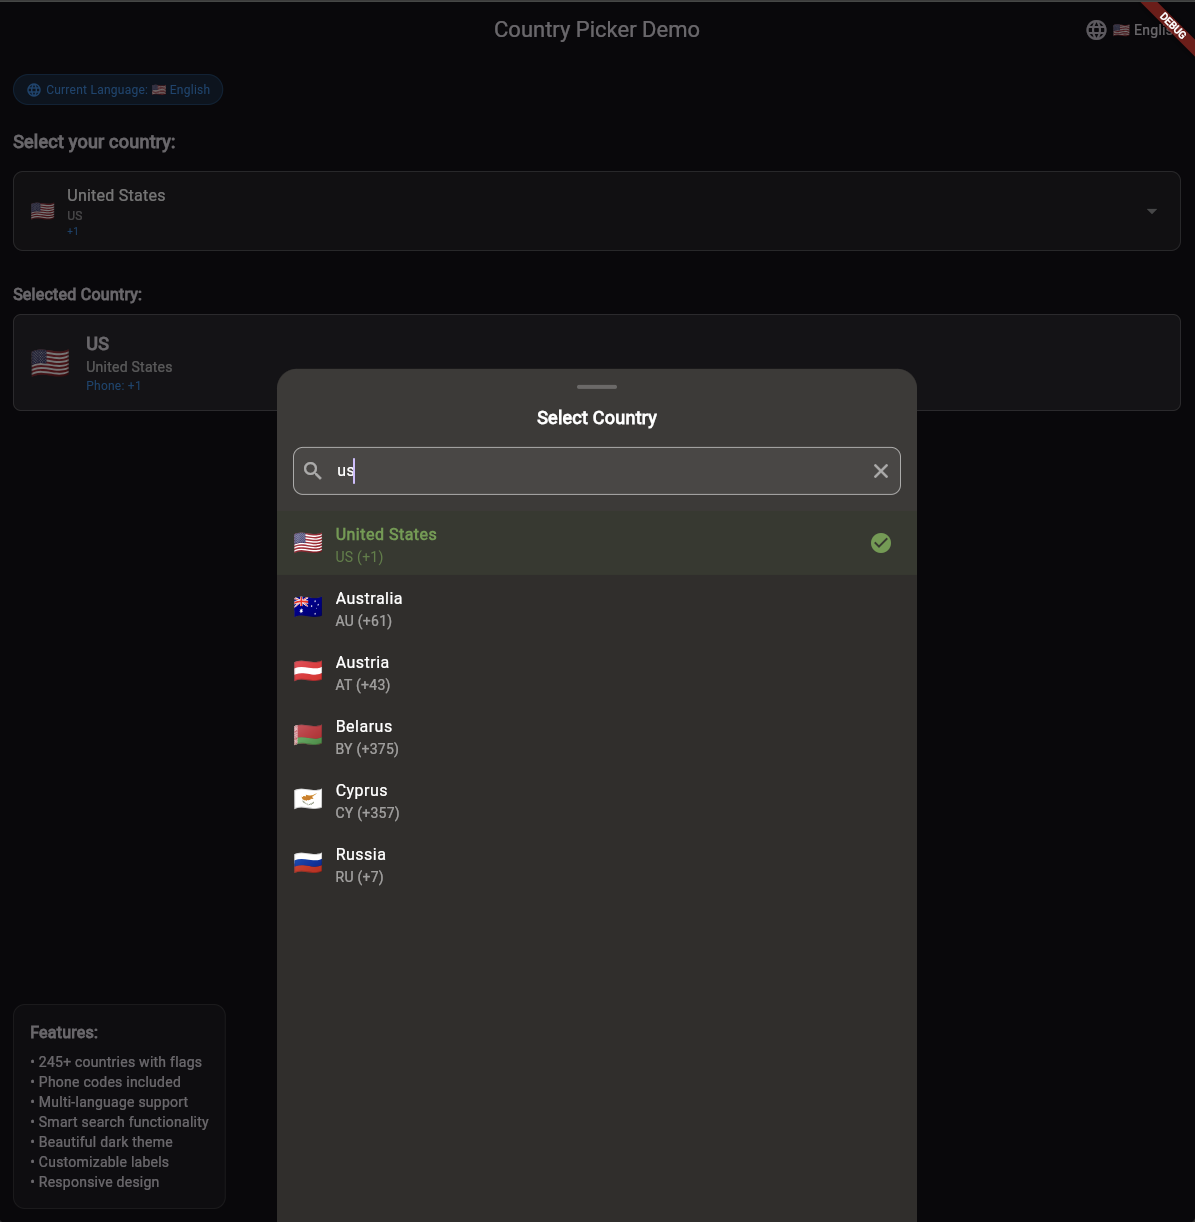 Country Picker Demo
Englis
DEBUG
Current Language: English
Select your country:
United States
US
+1
Selected Country:
US
United States
Phone: +1
Select Country
us
United States
US (+1)
Australia
AU (+61)
Austria
AT (+43)
Belarus
BY (+375)
Cyprus
CY (+357)
Russia
RU (+7)
Features:
• 245+ countries with flags
• Phone codes included
• Multi-language support
• Smart search functionality
• Beautiful dark theme
• Customizable labels
• Responsive design